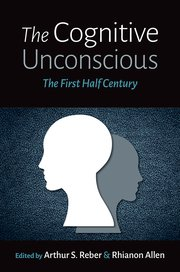 The Cognitive
Unconscious
The First Half Century
Edited by Arthur S. Reber & Rhianon Allen